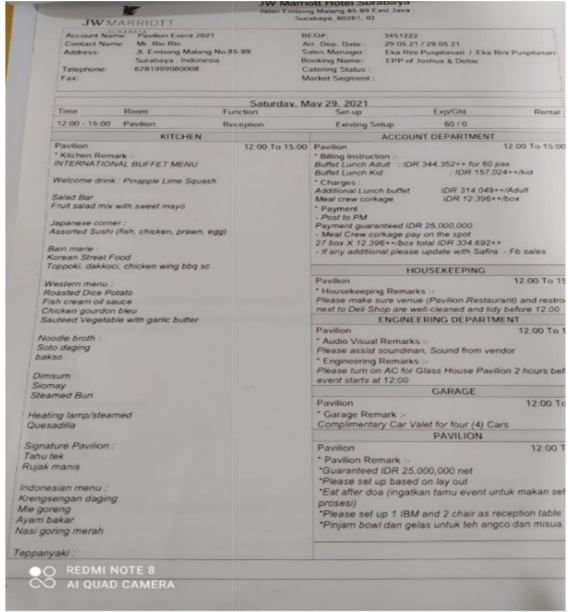 JW Marriott Hotel Surabaya
Jalan Embong Malang 85-89 East Java
Surabaya, 60261, ID
JW MARRIOTT
SURABAYA
Account Name: Pavilion Event 2021
Contact Name: Mr. Rio Rio
Address: Jl. Embong Malang No.85-89
Surabaya , Indonesia
Telephone: 6281999980008
Fax:
BEO#: 3451222
Arr. Dep. Date : 29.05.21 / 29.05.21
Sales Manager : Eka Rini Puspitasari / Eka Rini Puspitasari
Booking Name: EPP of Joshua & Debie
Catering Status :
Market Segment :
Saturday, May 29, 2021
Time Room Function Set-up Exp/Gtd Rental
12:00 - 15:00 Pavilion Reception Existing Setup 60 / 0
KITCHEN
Pavilion 12:00 To 15:00
* Kitchen Remark :-
INTERNATIONAL BUFFET MENU
Welcome drink : Pinapple Lime Squash
Salad Bar
Fruit salad mix with sweet mayo
Japanese corner :
Assorted Sushi (fish, chicken, prawn, egg)
Bain marie :
Korean Street Food
Toppoki, dakkoci, chicken wing bbq sc
Western menu :
Roasted Dice Potato
Fish cream oil sauce
Chicken gourdon bleu
Sauteed Vegetable with garlic butter
Noodle broth :
Soto daging
bakso
Dimsum
Siomay
Steamed Bun
Heating lamp/steamed
Quesadilla
Signature Pavilion :
Tahu tek
Rujak manis
Indonesian menu :
Krengsengan daging
Mie goreng
Ayam bakar
Nasi goring merah
Teppanyaki :
ACCOUNT DEPARTMENT
Pavilion 12:00 To 15:00
* Billing Instruction :-
Buffet Lunch Adult : IDR 344,352++ for 60 pax
Buffet Lunch Kid : IDR 157,024++/kid
* Charges :
Additional Lunch buffet IDR 314.049++/Adult
Meal crew corkage IDR 12.396++/box
* Payment :
- Post to PM
Payment guaranteed IDR 25,000,000
- Meal Crew Corkage pay on the spot
27 box X 12.396++/box total IDR 334.692++
- If any additional please update with Safira - Fb sales
HOUSEKEEPING
Pavilion 12:00 To 15
* Housekeeping Remarks :-
Please make sure venue (Pavilion Restaurant) and restro
next to Deli Shop are well-cleaned and tidy before 12.00
ENGINEERING DEPARTMENT
Pavilion 12:00 To 1
* Audio Visual Remarks :-
Please assist soundman, Sound from vendor
* Engineering Remarks :-
Please turn on AC for Glass House Pavilion 2 hours bef
event starts at 12:00
GARAGE
Pavilion 12:00 To
* Garage Remark :-
Complimentary Car Valet for four (4) Cars
PAVILION
Pavilion 12:00 T
* Pavilion Remark :-
*Guaranteed IDR 25,000,000 net
*Please set up based on lay out
*Eat after doa (ingatkan tamu event untuk makan set
prosesi)
*Please set up 1 IBM and 2 chair as reception table
*Pinjam bowl dan gelas untuk teh angco dan misua
REDMI NOTE 8
AI QUAD CAMERA